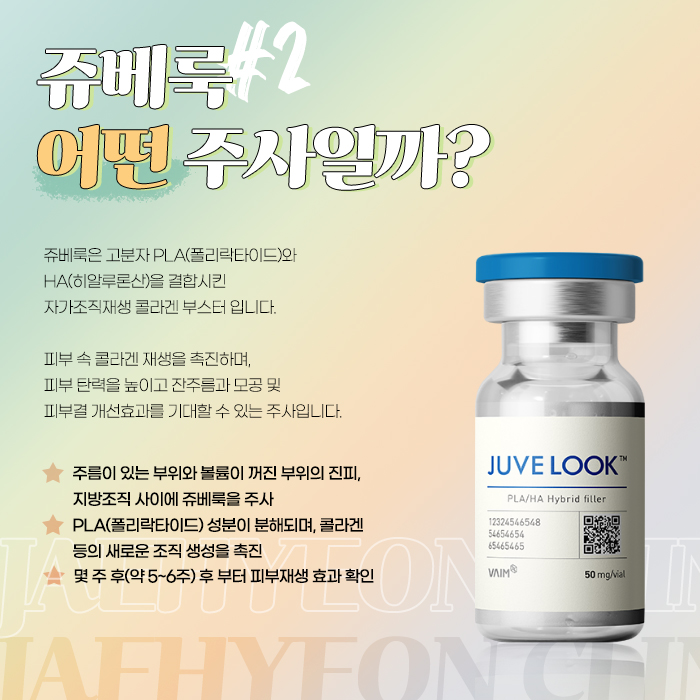 쥬베룩 #2
어떤 주사일까?
쥬베룩은 고분자 PLA(폴리락타이드)와
HA(히알루론산)을 결합시킨
자가조직재생 콜라겐 부스터 입니다.
피부 속 콜라겐 재생을 촉진하며,
피부 탄력을 높이고 잔주름과 모공 및
피부결 개선효과를 기대할 수 있는 주사입니다.
주름이 있는 부위와 볼륨이 꺼진 부위의 진피,
지방조직 사이에 쥬베룩을 주사
PLA(폴리락타이드) 성분이 분해되며, 콜라겐
등의 새로운 조직 생성을 촉진
몇 주 후(약 5~6주) 후 부터 피부재생 효과 확인
JUVELOOK™
PLA/HA Hybrid filler
12324546548
54654654
65465465
VAIM
50 mg/vial
JAEHYEON CLIN
JAEHYEON CLIN